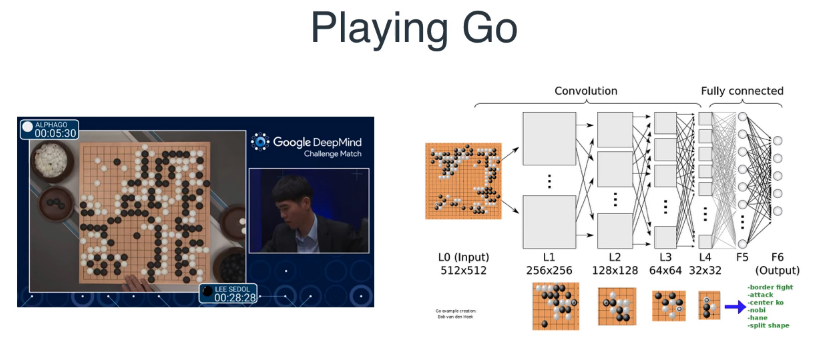 Playing Go
ALPHAGO
00:05:30
Google DeepMind
Challenge Match
LEE SEDOL
00:28:28
Convolution
Fully connected
L0 (Input)
512x512
L1
256x256
L2
128x128
L3
64x64
L4
32x32
F5
F6
(Output)
Go example creation:
Bob van den Hoek
-border fight
-attack
-center ko
-nobi
-hane
-split shape